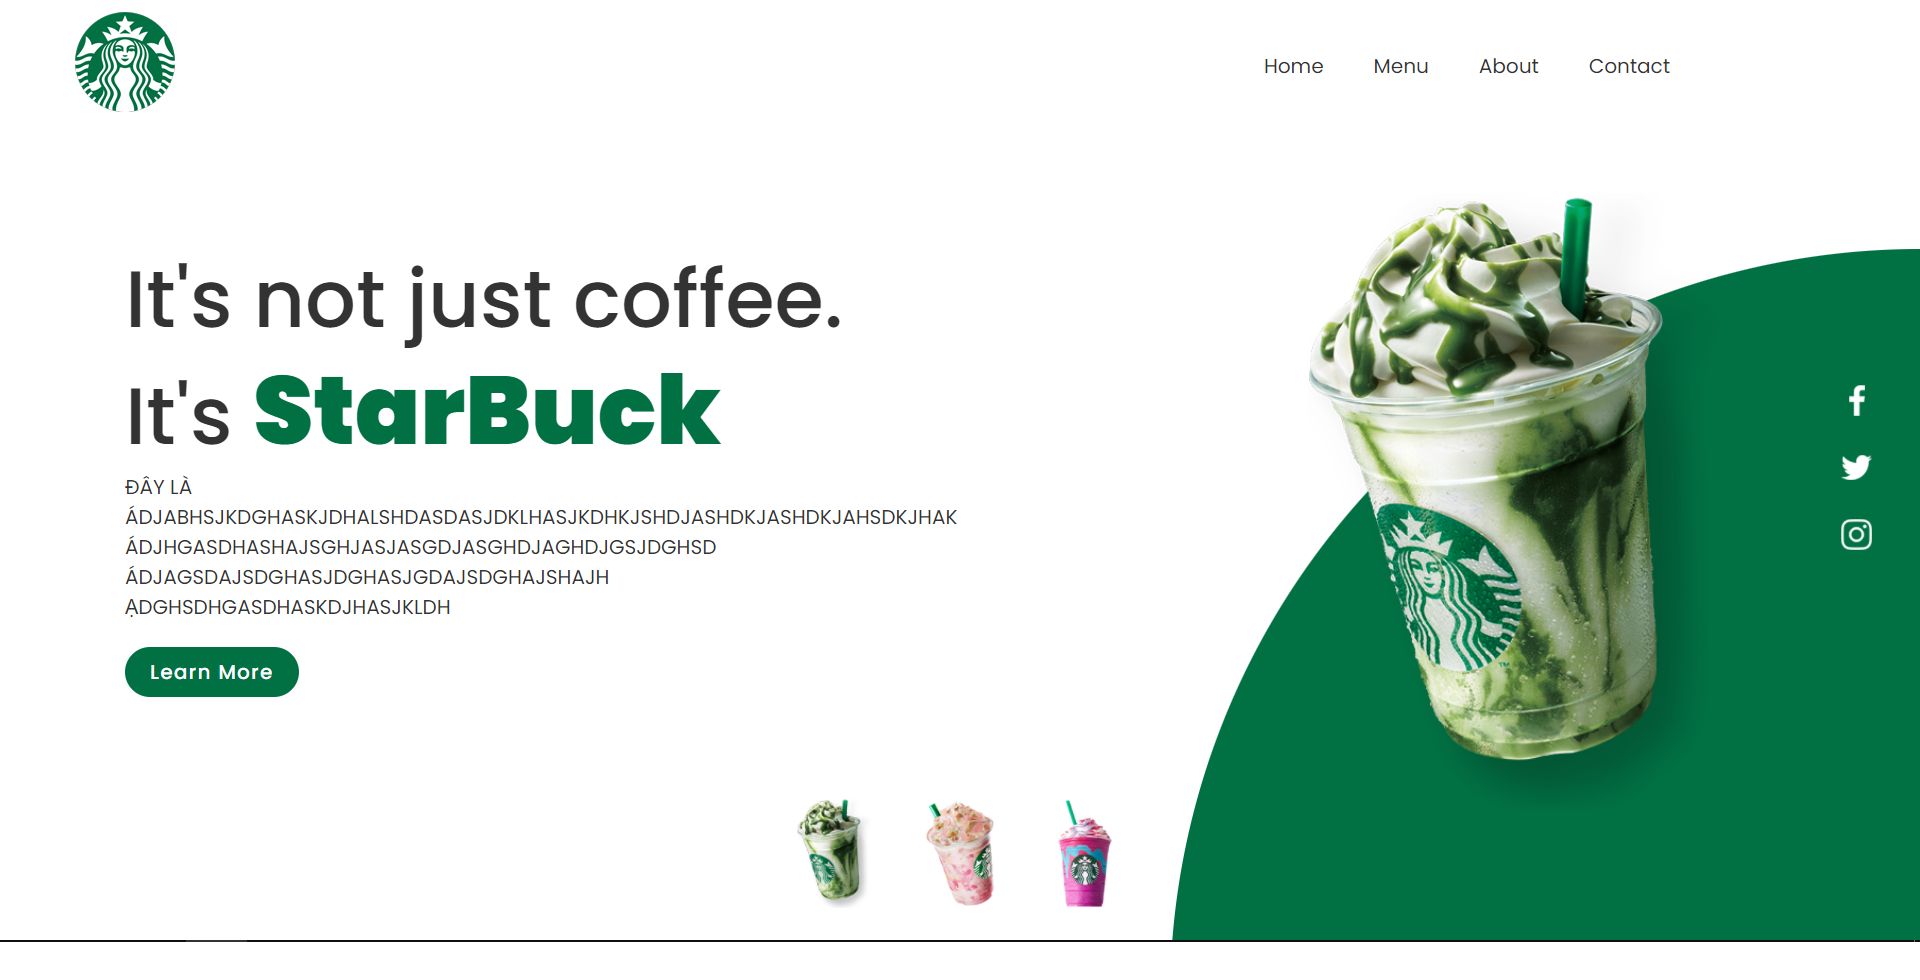 Home Menu About Contact
It's not just coffee.
It's StarBuck
ĐÂY LÀ
ÁDJABHSJKDGHASKJDHALSHDASDASJDKLHASJKDHKJSHDJASHDKJASHDKJAHSDKJHAK
ÁDJHGASDHASHAJSGHJASJASGDJASGHDJAGHDJGSJDGHSD
ÁDJAGSDAJSDGHASJDGHASJGDAJSDGHAJSHAJH
ẠDGHSDHGASDHASKDJHASJKLDH
Learn More